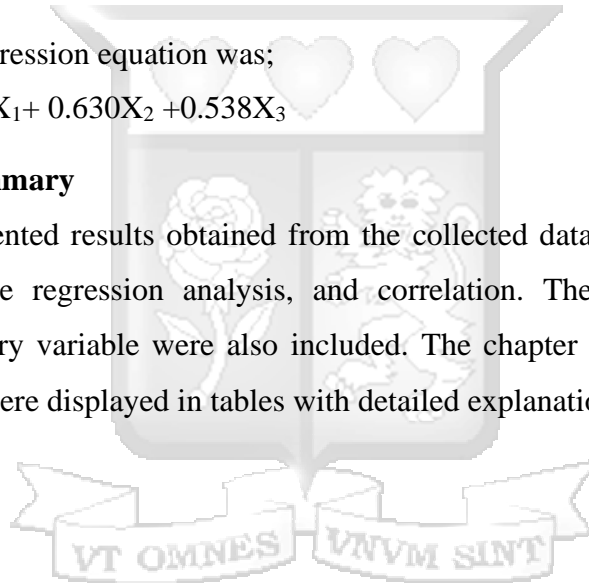 ression equation was;
X₁+ 0.630X₂ +0.538X₃
mmary
ented results obtained from the collected data
e regression analysis, and correlation. The
ry variable were also included. The chapter
ere displayed in tables with detailed explanatio
VT OMNES VNVM SINT